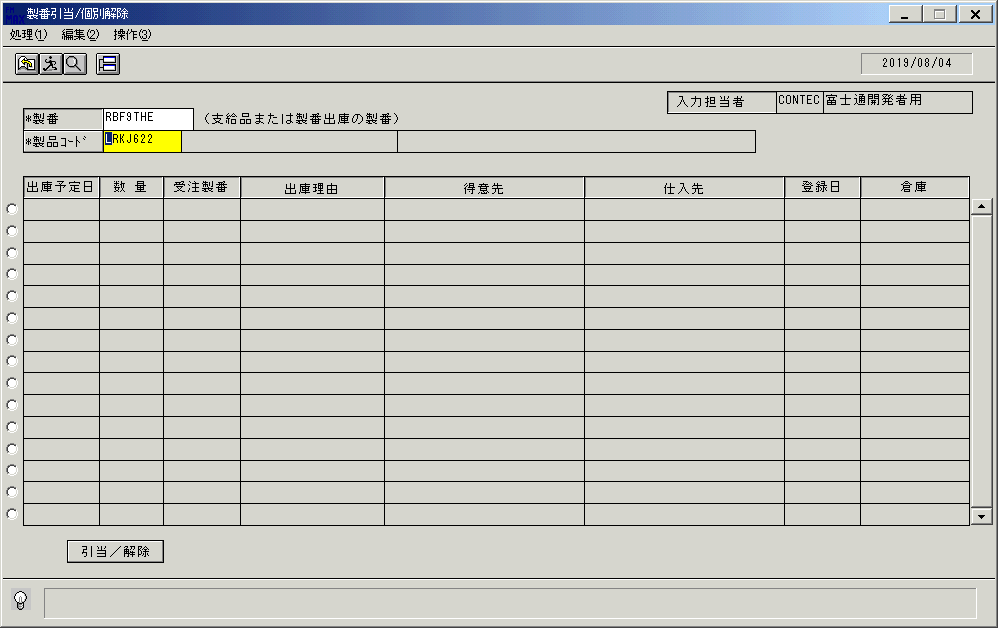 製番引当/個別解除
処理(1) 編集(2) 操作(3)
2019/08/04
入力担当者 CONTEC 富士通開発者用
*製番 RBF9THE (支給品または製番出庫の製番)
*製品ｺｰﾄﾞ LRKJ622
出庫予定日 数 量 受注製番 出庫理由 得意先 仕入先 登録日 倉庫
引当／解除